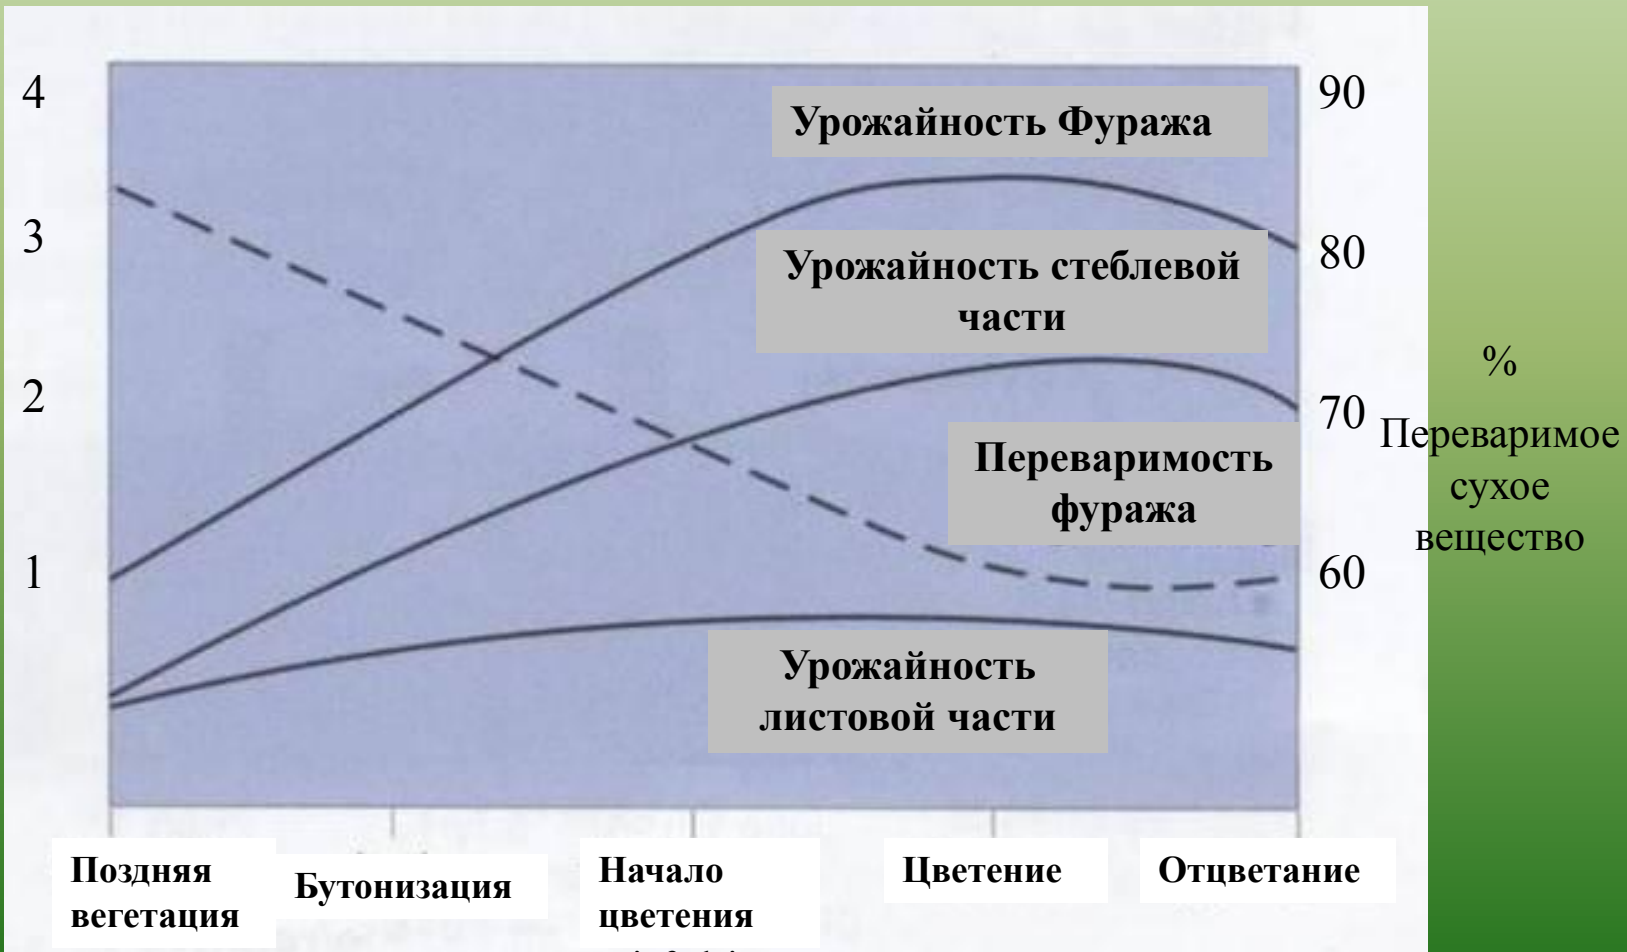 4
3
2
1
90
80
70
60
Урожайность Фуража
Урожайность стеблевой
части
Переваримость
фуража
Урожайность
листовой части
%
Переваримое
сухое
вещество
Поздняя
вегетация
Бутонизация
Начало
цветения
Цветение
Отцветание